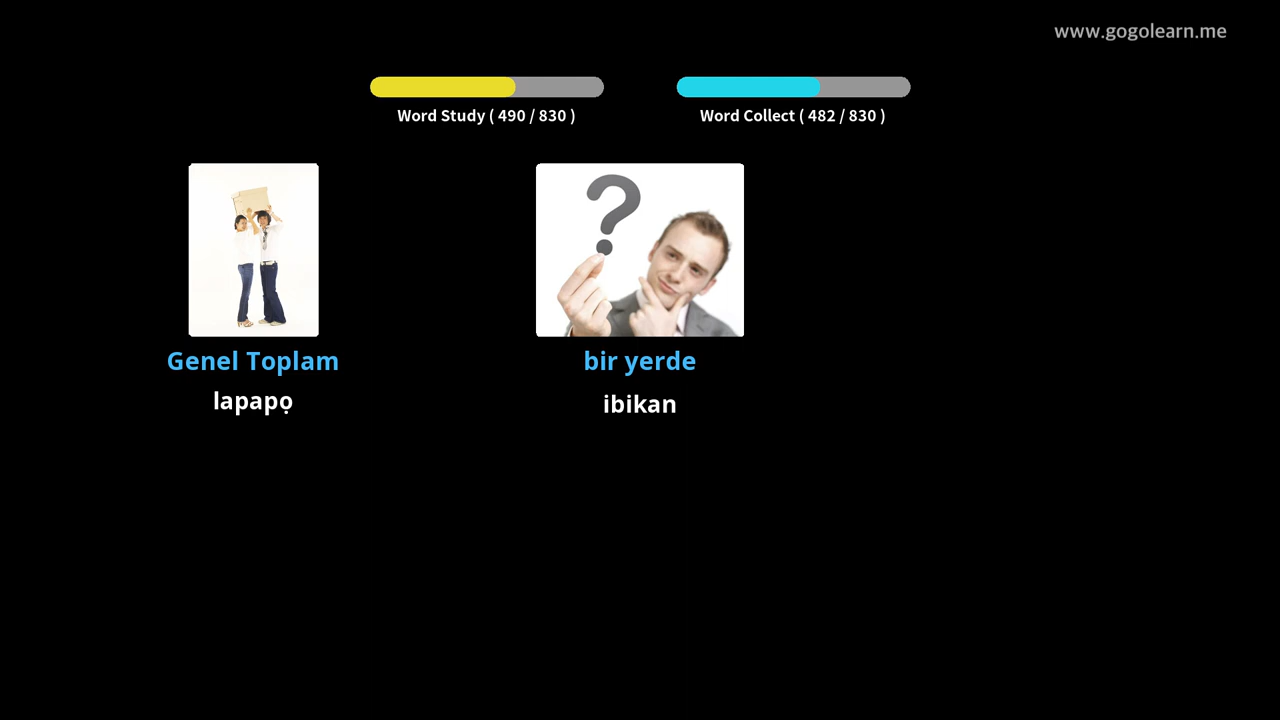 www.gogolearn.me
Word Study ( 490 / 830 )
Word Collect ( 482 / 830 )
Genel Toplam
lapapọ
bir yerde
ibikan